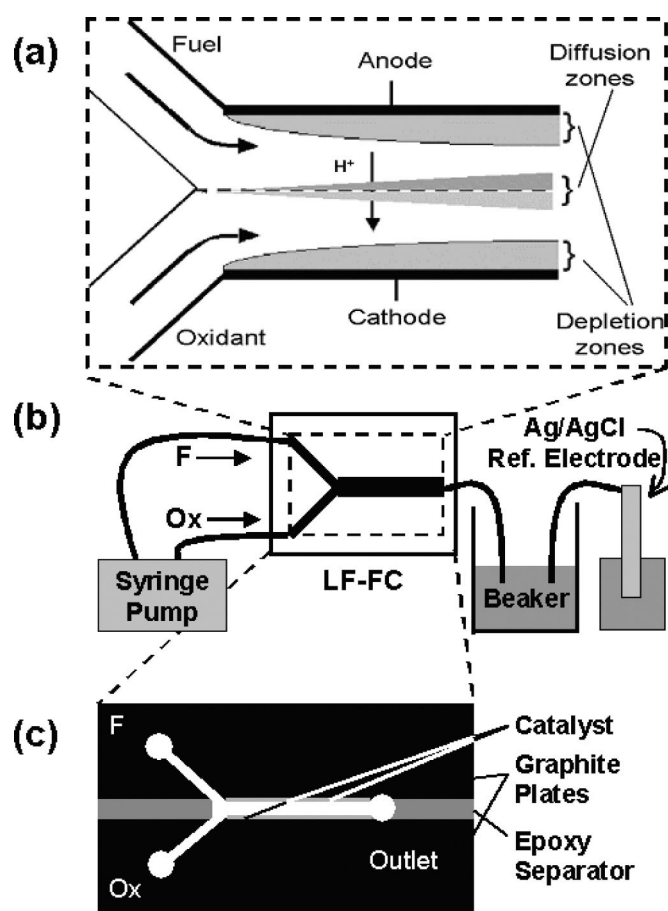 (a)
Fuel
Anode
Diffusion
zones
H⁺
Cathode
Oxidant
Depletion
zones
(b)
F
Ox
Syringe
Pump
LF-FC
Ag/AgCl
Ref. Electrode
Beaker
(c)
F
Ox
Outlet
Catalyst
Graphite
Plates
Epoxy
Separator